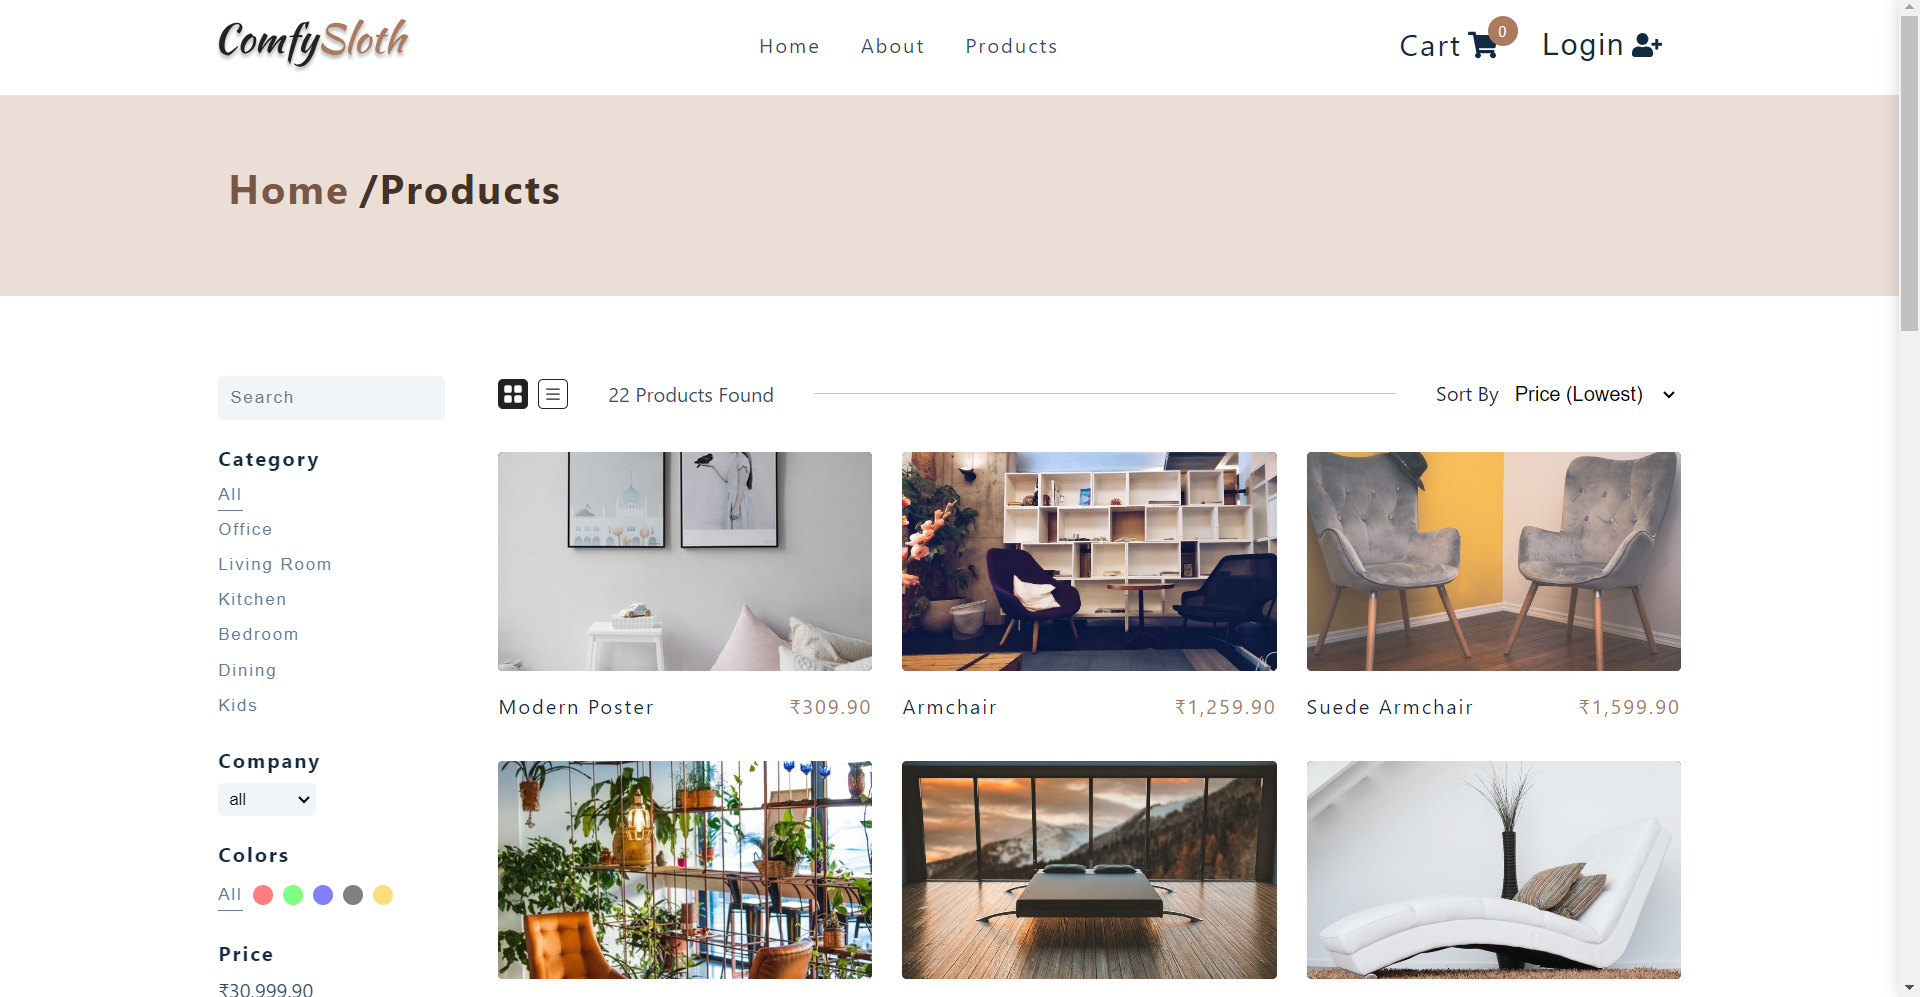 ComfySloth
Home About Products
Cart 0 Login
Home /Products
Search
22 Products Found
Sort By Price (Lowest)
Category
All
Office
Living Room
Kitchen
Bedroom
Dining
Kids
Company
all
Colors
All
Price
₹30,999.90
Modern Poster ₹309.90
Armchair ₹1,259.90
Suede Armchair ₹1,599.90